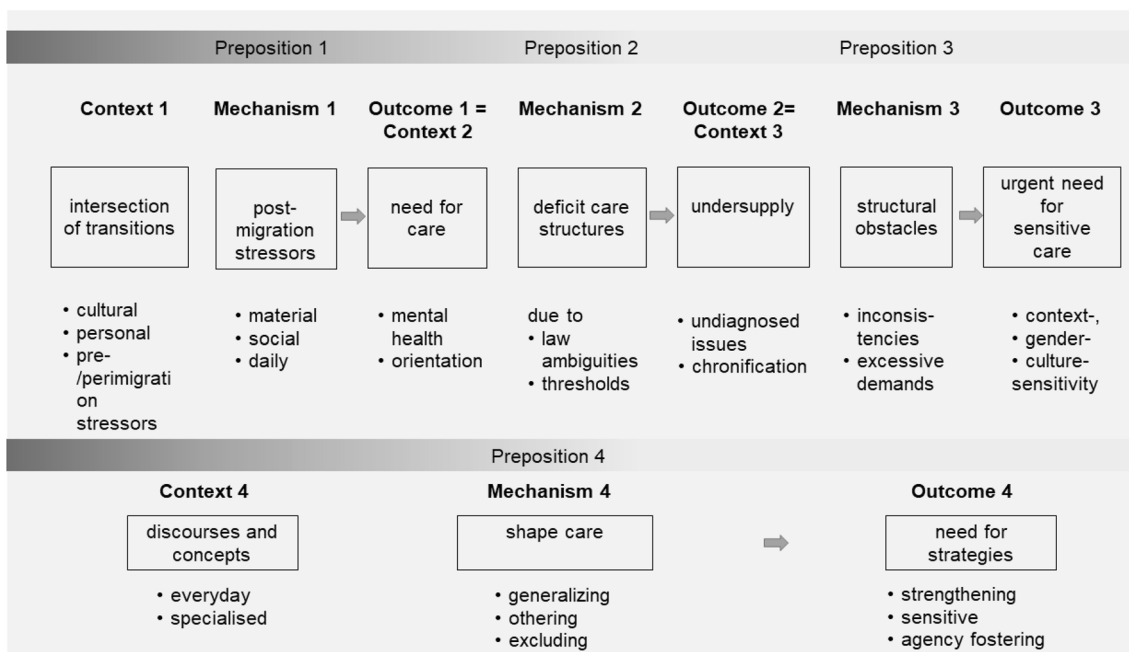 Preposition 1
Preposition 2
Preposition 3
Context 1
Mechanism 1
Outcome 1 =
Context 2
Mechanism 2
Outcome 2=
Context 3
Mechanism 3
Outcome 3
intersection
of transitions
post-
migration
stressors
need for
care
deficit care
structures
undersupply
structural
obstacles
urgent need
for
sensitive
care
• cultural
• personal
• pre-
/perimigrati
on
stressors
• material
• social
• daily
• mental
health
• orientation
due to
• law
ambiguities
• thresholds
• undiagnosed
issues
• chronification
• inconsis-
tencies
• excessive
demands
• context-,
• gender-
• culture-
sensitivity
Preposition 4
Context 4
Mechanism 4
Outcome 4
discourses and
concepts
shape care
need for
strategies
• everyday
• specialised
• generalizing
• othering
• excluding
• strengthening
• sensitive
• agency fostering